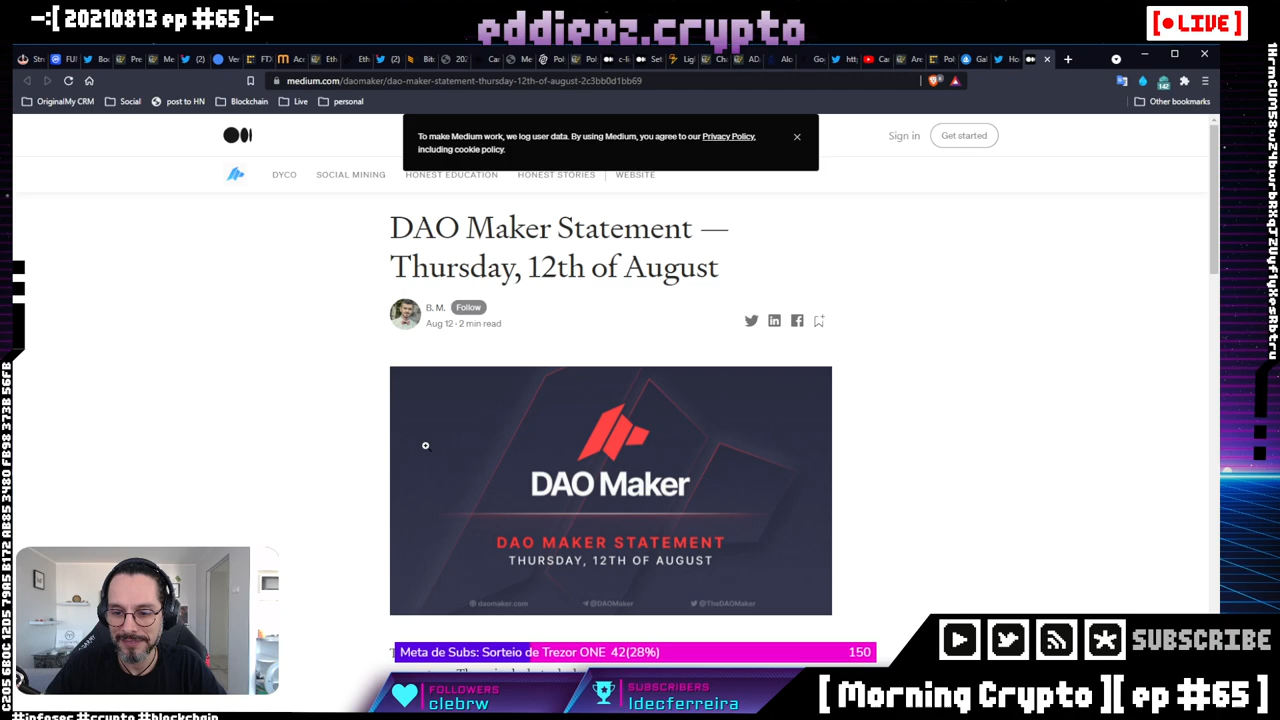 -:[ 20210813 ep #65 ]:-
eddieoz.crypto
[● LIVE]
medium.com/daomaker/dao-maker-statement-thursday-12th-of-august-2c3bb0d1bb69
142
OriginalMy CRM
Social
post to HN
Blockchain
Live
personal
Other bookmarks
To make Medium work, we log user data. By using Medium, you agree to our Privacy Policy,
including cookie policy.
Sign in
Get started
DYCO
SOCIAL MINING
HONEST EDUCATION
HONEST STORIES
WEBSITE
DAO Maker Statement —
Thursday, 12th of August
B. M.
Follow
Aug 12 · 2 min read
DAO Maker
DAO MAKER STATEMENT
THURSDAY, 12TH OF AUGUST
daomaker.com
@DAOMaker
@TheDAOMaker
Meta de Subs: Sorteio de Trezor ONE 42(28%)
150
FOLLOWERS
clebrw
SUBSCRIBERS
ldecferreira
SUBSCRIBE
[ Morning Crypto ][ ep #65 ]
#infosec #crypto #blockchain